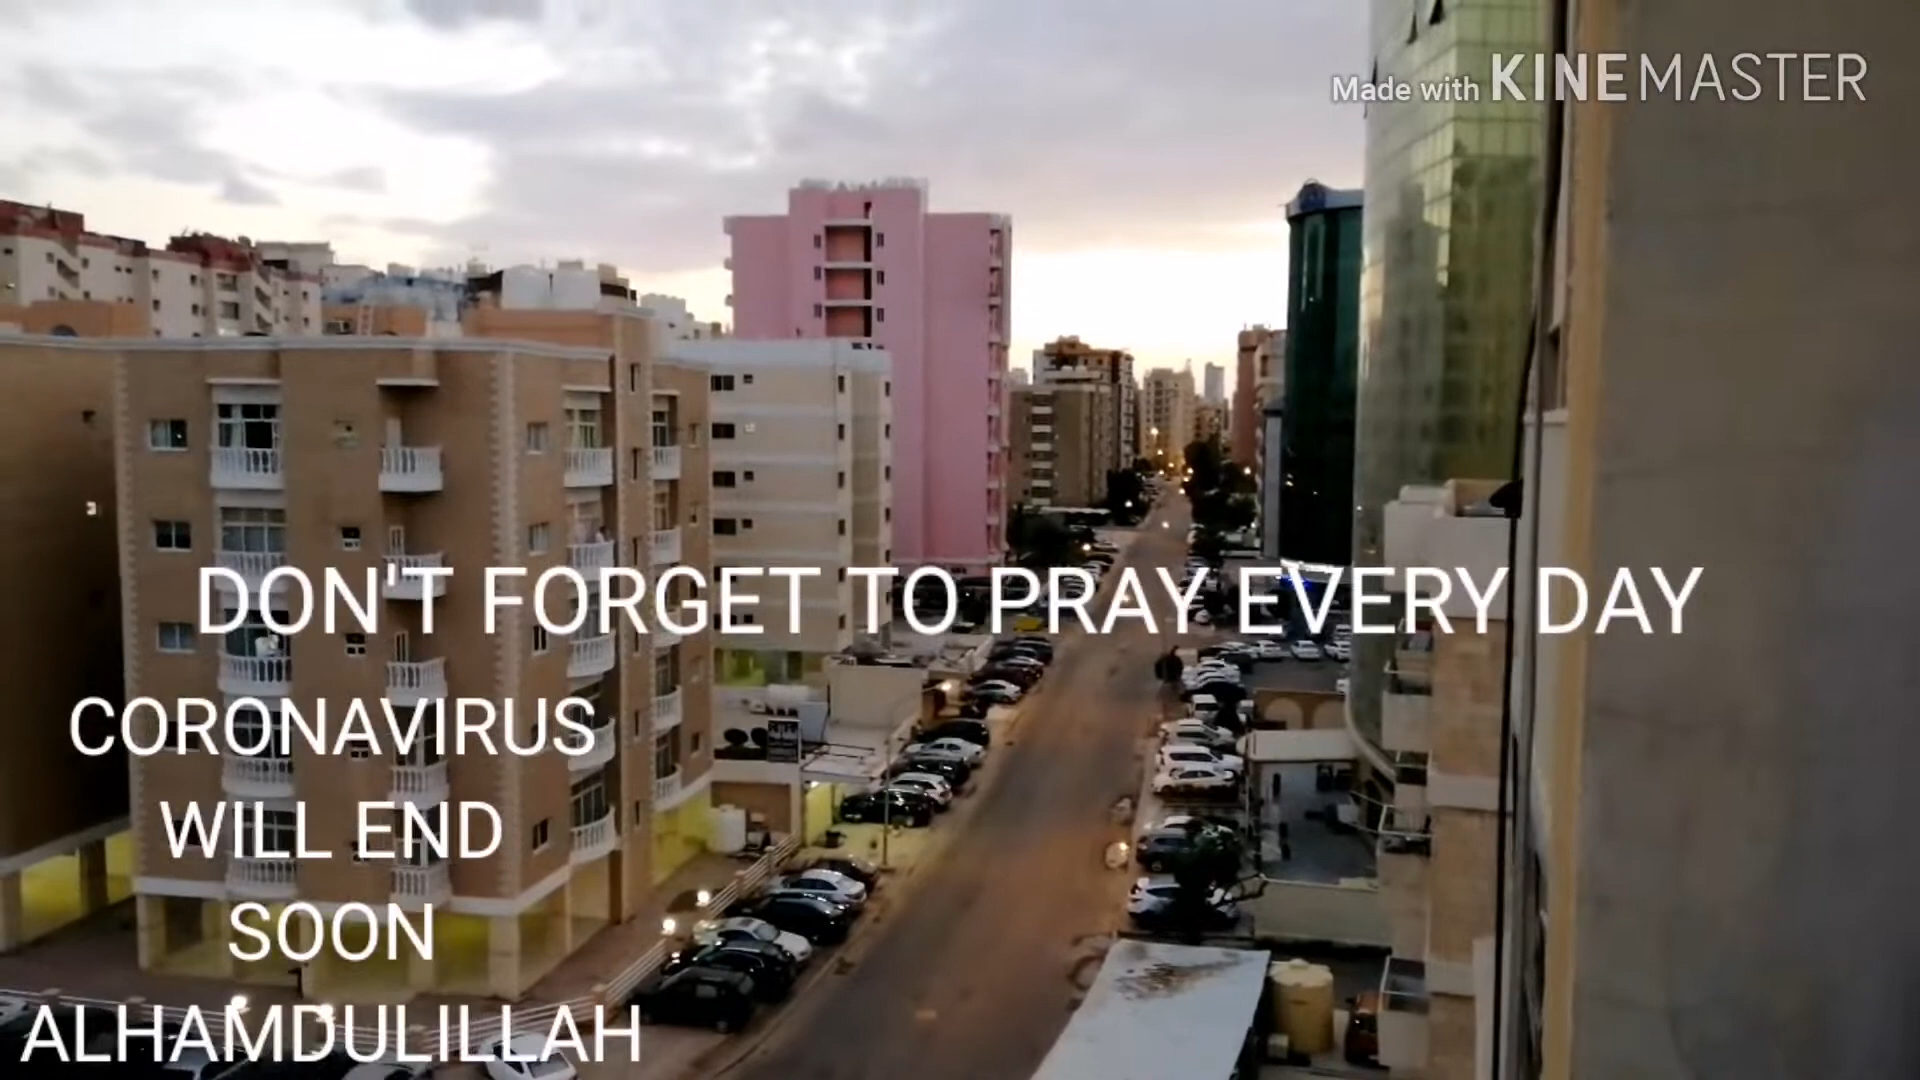 Made with KINEMASTER
DON'T FORGET TO PRAY EVERY DAY
CORONAVIRUS
WILL END
SOON
ALHAMDULILLAH